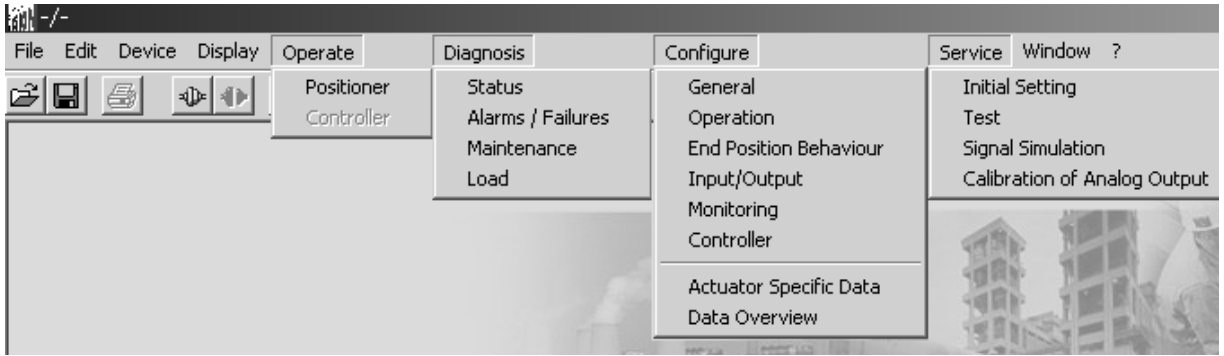 -/-
File Edit Device Display Operate Diagnosis Configure Service Window ?
Positioner
Controller
Status
Alarms / Failures
Maintenance
Load
General
Operation
End Position Behaviour
Input/Output
Monitoring
Controller
Actuator Specific Data
Data Overview
Initial Setting
Test
Signal Simulation
Calibration of Analog Output